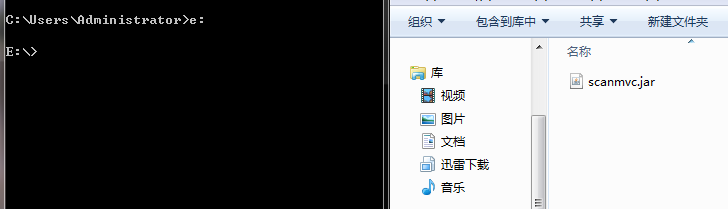 C:\Users\Administrator>e:
E:\>
组织 包含到库中 共享 新建文件夹
名称
库
scanmvc.jar
视频
图片
文档
迅雷下载
音乐